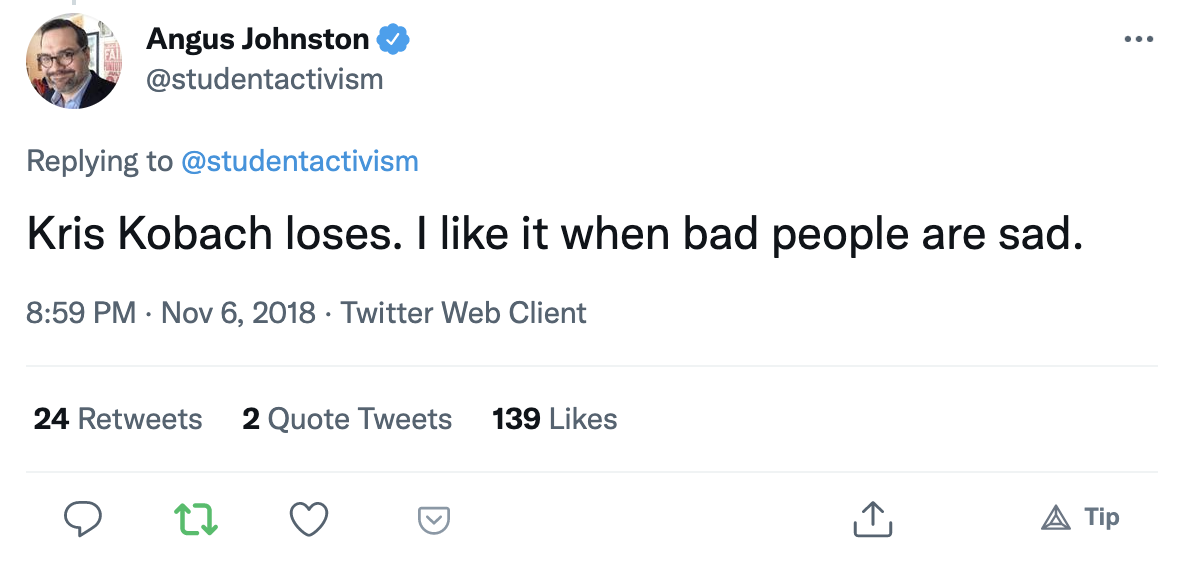 Angus Johnston
@studentactivism
Replying to @studentactivism
Kris Kobach loses. I like it when bad people are sad.
8:59 PM · Nov 6, 2018 · Twitter Web Client
24 Retweets 2 Quote Tweets 139 Likes
Tip